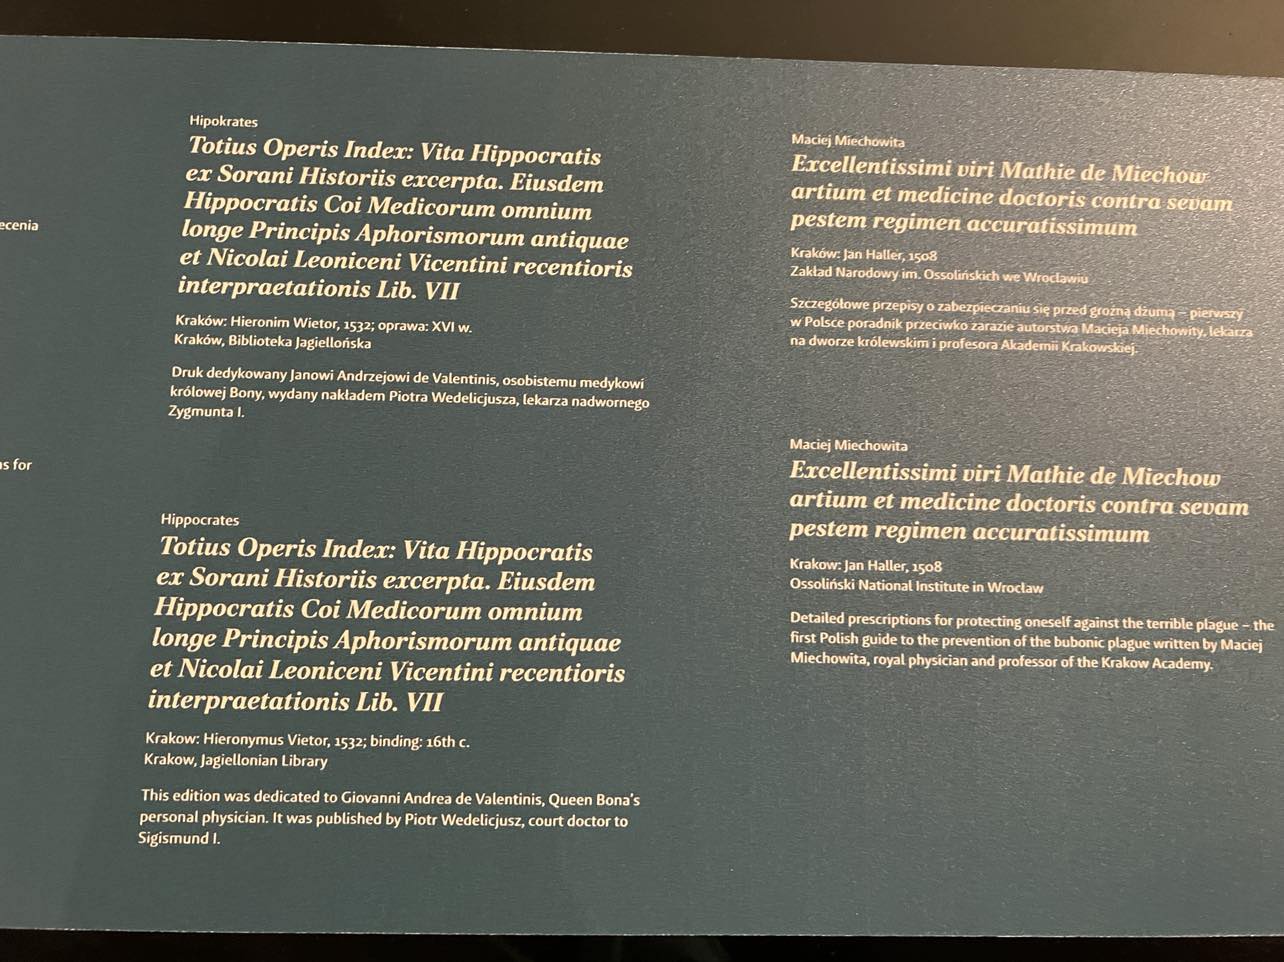 ecenia
s for
Hipokrates
Totius Operis Index: Vita Hippocratis
ex Sorani Historiis excerpta. Eiusdem
Hippocratis Coi Medicorum omnium
longe Principis Aphorismorum antiquae
et Nicolai Leoniceni Vicentini recentioris
interpraetationis Lib. VII
Kraków: Hieronim Wietor, 1532; oprawa: XVI w.
Kraków, Biblioteka Jagiellońska
Druk dedykowany Janowi Andrzejowi de Valentinis, osobistemu medykowi
królowej Bony, wydany nakładem Piotra Wedelicjusza, lekarza nadwornego
Zygmunta I.
Hippocrates
Totius Operis Index: Vita Hippocratis
ex Sorani Historiis excerpta. Eiusdem
Hippocratis Coi Medicorum omnium
longe Principis Aphorismorum antiquae
et Nicolai Leoniceni Vicentini recentioris
interpraetationis Lib. VII
Krakow: Hieronymus Vietor, 1532; binding: 16th c.
Krakow, Jagiellonian Library
This edition was dedicated to Giovanni Andrea de Valentinis, Queen Bona's
personal physician. It was published by Piotr Wedelicjusz, court doctor to
Sigismund I.
Maciej Miechowita
Excellentissimi viri Mathie de Miechow
artium et medicine doctoris contra sevam
pestem regimen accuratissimum
Kraków: Jan Haller, 1508
Zakład Narodowy im. Ossolińskich we Wrocławiu
Szczegółowe przepisy o zabezpieczaniu się przed groźną dżumą – pierwszy
w Polsce poradnik przeciwko zarazie autorstwa Macieja Miechowity, lekarza
na dworze królewskim i profesora Akademii Krakowskiej.
Maciej Miechowita
Excellentissimi viri Mathie de Miechow
artium et medicine doctoris contra sevam
pestem regimen accuratissimum
Krakow: Jan Haller, 1508
Ossoliński National Institute in Wrocław
Detailed prescriptions for protecting oneself against the terrible plague – the
first Polish guide to the prevention of the bubonic plague written by Maciej
Miechowita, royal physician and professor of the Krakow Academy.